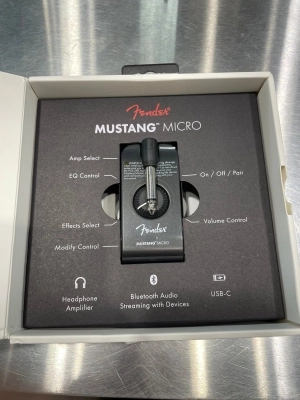 Fender
MUSTANG™ MICRO
Amp Select
EQ Control
On / Off / Pair
Effects Select
Volume Control
Modify Control
Fender
MUSTANG MICRO
Headphone
Amplifier
Bluetooth Audio
Streaming with Devices
USB-C